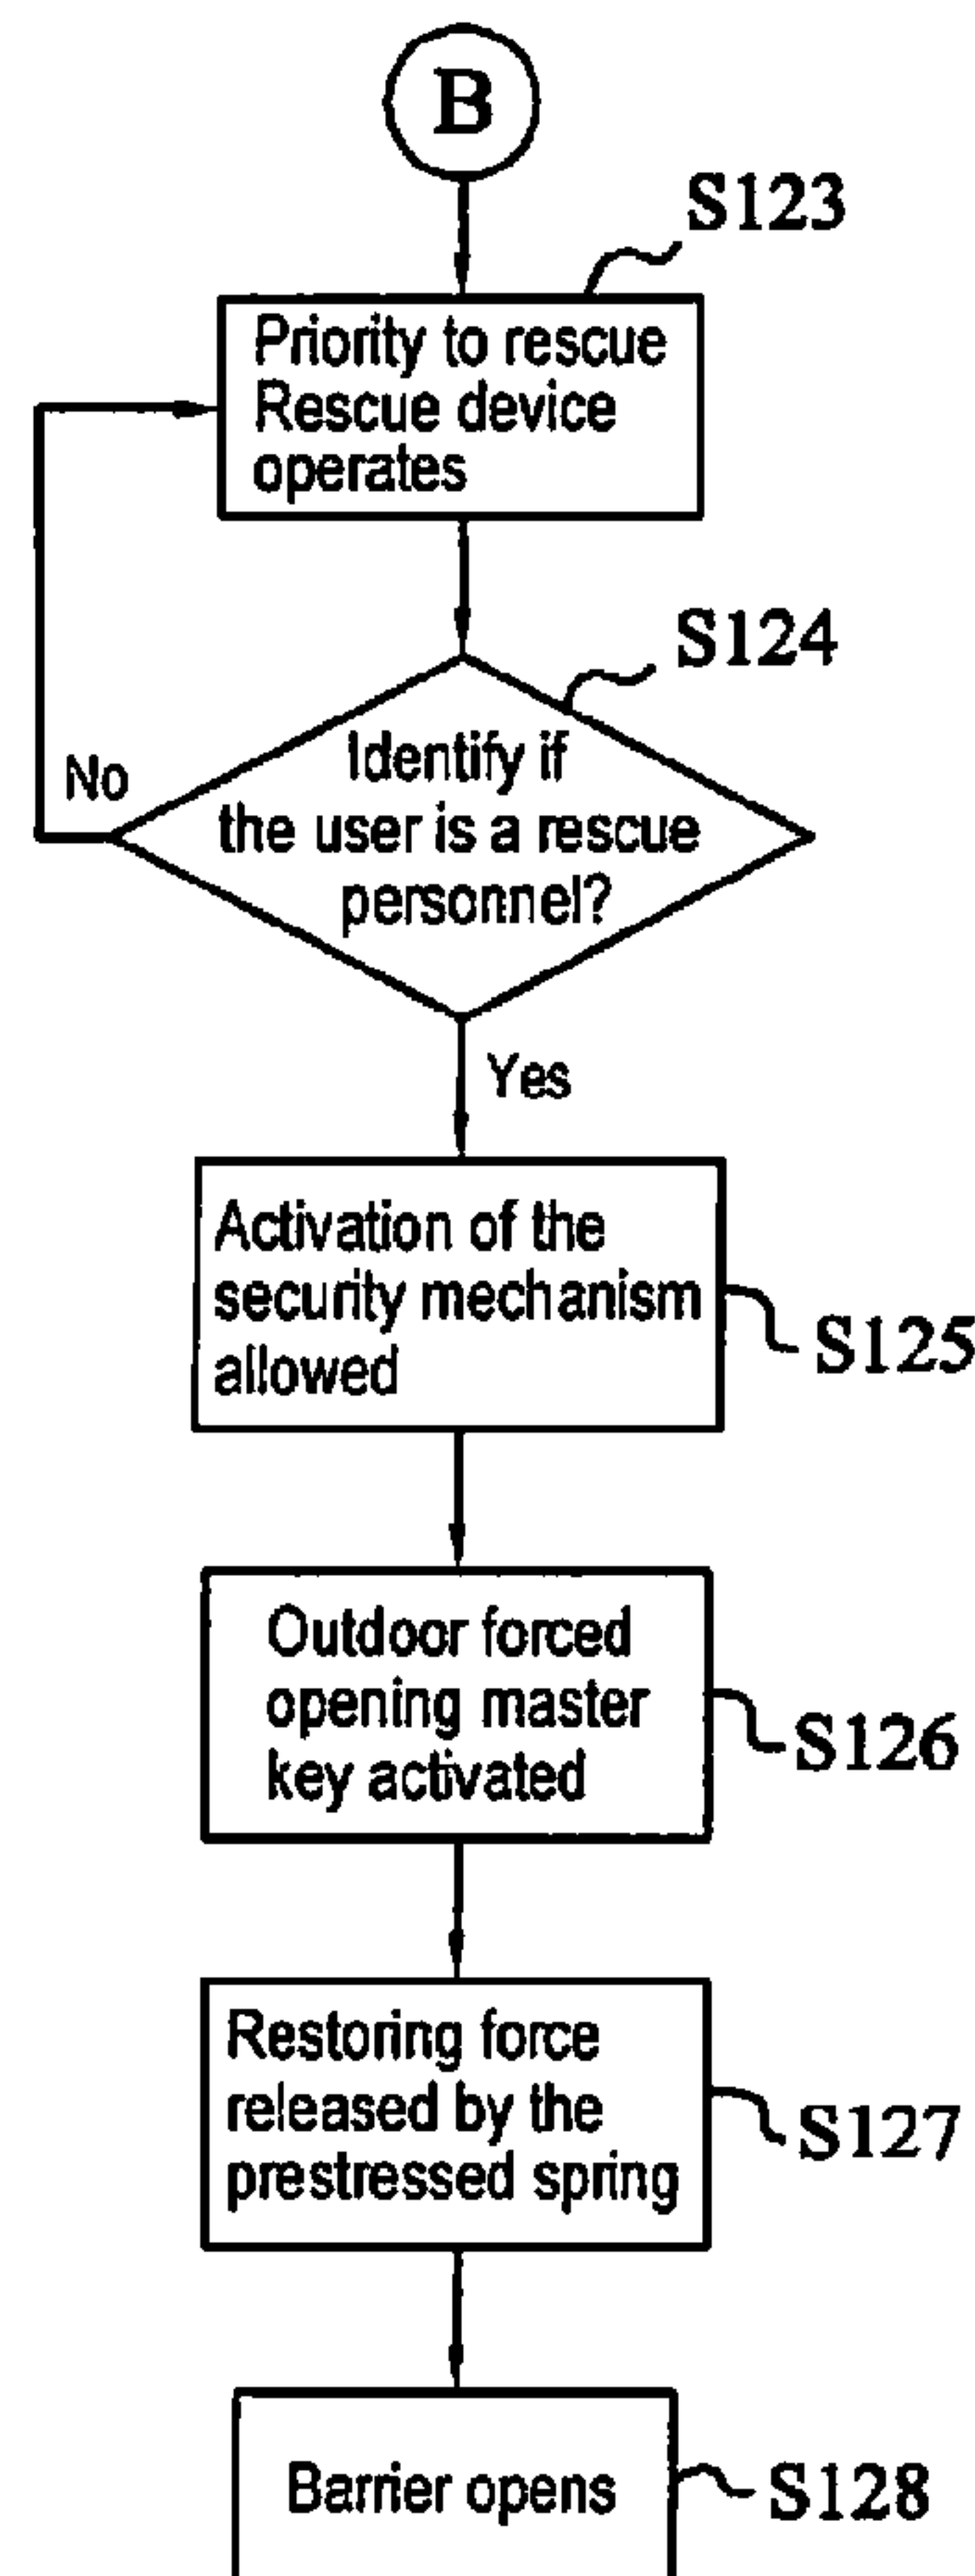 B
S123
Priority to rescue
Rescue device
operates
S124
No
Identify if
the user is a rescue
personnel?
Yes
Activation of the
security mechanism
allowed
S125
Outdoor forced
opening master
key activated
S126
Restoring force
released by the
prestressed spring
S127
Barrier opens
S128